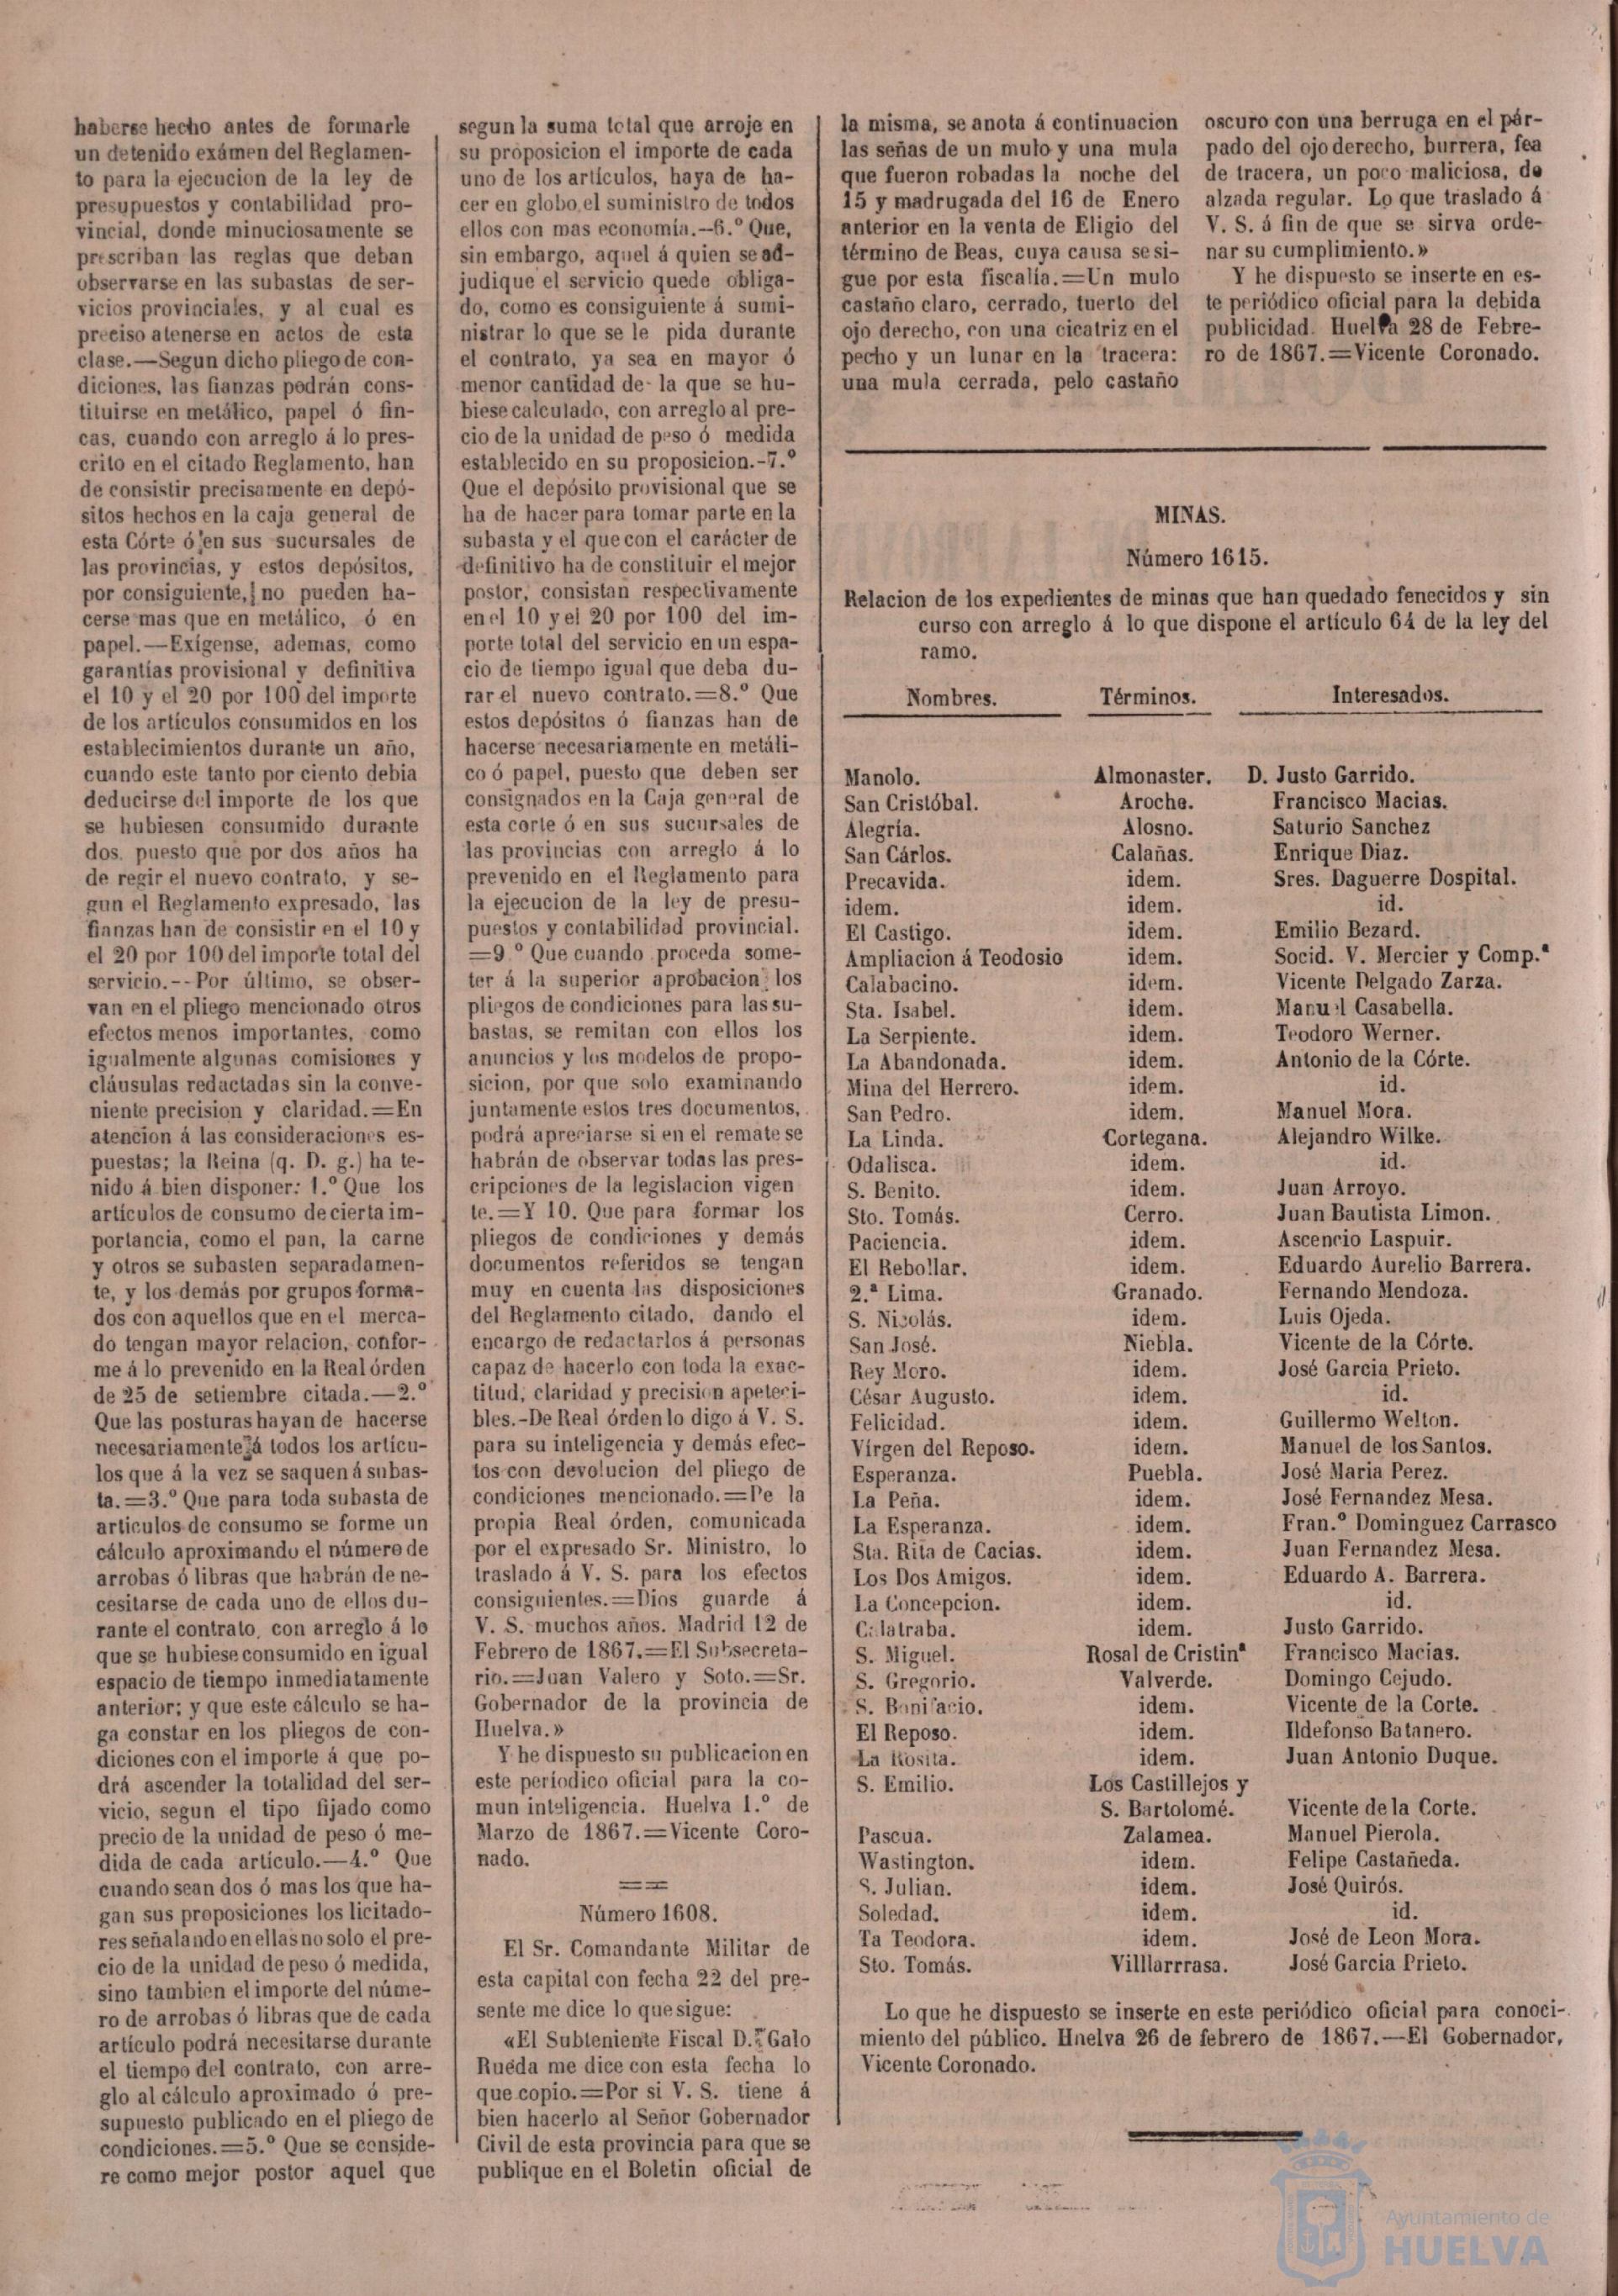 haberse hecho antes de formarle
un detenido exámen del Reglamen-
to para la ejecucion de la ley de
presupuestos y contabilidad pro-
vincial, donde minuciosamente se
prescriban las reglas que deban
observarse en las subastas de ser-
vicios provinciales, y al cual es
preciso atenerse en actos de esta
clase.—Segun dicho pliego de con-
diciones, las fianzas podrán cons-
tituirse en metálico, papel ó fin-
cas, cuando con arreglo á lo pres-
crito en el citado Reglamento, han
de consistir precisamente en depó-
sitos hechos en la caja general de
esta Córte ó en sus sucursales de
las provincias, y estos depósitos,
por consiguiente, no pueden ha-
cerse mas que en metálico, ó en
papel.—Exígense, ademas, como
garantías provisional y definitiva
el 10 y el 20 por 100 del importe
de los artículos consumidos en los
establecimientos durante un año,
cuando este tanto por ciento debia
deducirse del importe de los que
se hubiesen consumido durante
dos, puesto que por dos años ha
de regir el nuevo contrato, y se-
gun el Reglamento expresado, las
fianzas han de consistir en el 10 y
el 20 por 100 del importe total del
servicio.--Por último, se obser-
van en el pliego mencionado otros
efectos menos importantes, como
igualmente algunas comisiones y
cláusulas redactadas sin la conve-
niente precision y claridad.=En
atencion á las consideraciones es-
puestas; la Reina (q. D. g.) ha te-
nido á bien disponer: 1.º Que los
artículos de consumo de cierta im-
portancia, como el pan, la carne
y otros se subasten separadamen-
te, y los demás por grupos forma-
dos con aquellos que en el merca-
do tengan mayor relacion, confor-
me á lo prevenido en la Real órden
de 25 de setiembre citada.—2.º
Que las posturas hayan de hacerse
necesariamente á todos los artícu-
los que á la vez se saquen á subas-
ta.=3.º Que para toda subasta de
articulos de consumo se forme un
cálculo aproximando el número de
arrobas ó libras que habrán de ne-
cesitarse de cada uno de ellos du-
rante el contrato, con arreglo á lo
que se hubiese consumido en igual
espacio de tiempo inmediatamente
anterior; y que este cálculo se ha-
ga constar en los pliegos de con-
diciones con el importe á que po-
drá ascender la totalidad del ser-
vicio, segun el tipo fijado como
precio de la unidad de peso ó me-
dida de cada artículo.—4.º Que
cuando sean dos ó mas los que ha-
gan sus proposiciones los licitado-
res señalando en ellas no solo el pre-
cio de la unidad de peso ó medida,
sino tambien el importe del núme-
ro de arrobas ó libras que de cada
artículo podrá necesitarse durante
el tiempo del contrato, con arre-
glo al cálculo aproximado ó pre-
supuesto publicado en el pliego de
condiciones.=5.º Que se conside-
re como mejor postor aquel que
segun la suma total que arroje en
su proposicion el importe de cada
uno de los artículos, haya de ha-
cer en globo el suministro de todos
ellos con mas economía.--6.º Que,
sin embargo, aquel á quien se ad-
judique el servicio quede obliga-
do, como es consiguiente á sumi-
nistrar lo que se le pida durante
el contrato, ya sea en mayor ó
menor cantidad de la que se hu-
biese calculado, con arreglo al pre-
cio de la unidad de peso ó medida
establecido en su proposicion.-7.º
Que el depósito provisional que se
ha de hacer para tomar parte en la
subasta y el que con el carácter de
definitivo ha de constituir el mejor
postor, consistan respectivamente
en el 10 y el 20 por 100 del im-
porte total del servicio en un espa-
cio de tiempo igual que deba du-
rar el nuevo contrato.=8.º Que
estos depósitos ó fianzas han de
hacerse necesariamente en metáli-
co ó papel, puesto que deben ser
consignados en la Caja general de
esta corte ó en sus sucursales de
las provincias con arreglo á lo
prevenido en el Reglamento para
la ejecucion de la ley de presu-
puestos y contabilidad provincial.
=9.º Que cuando proceda some-
ter á la superior aprobacion los
pliegos de condiciones para las su-
bastas, se remitan con ellos los
anuncios y los modelos de propo-
sicion, por que solo examinando
juntamente estos tres documentos,
podrá apreciarse si en el remate se
habrán de observar todas las pres-
cripciones de la legislacion vigen
te.=Y 10. Que para formar los
pliegos de condiciones y demás
documentos referidos se tengan
muy en cuenta las disposiciones
del Reglamento citado, dando el
encargo de redactarlos á personas
capaz de hacerlo con toda la exac-
titud, claridad y precision apeteci-
bles.-De Real órden lo digo á V. S.
para su inteligencia y demás efec-
tos con devolucion del pliego de
condiciones mencionado.=De la
propia Real órden, comunicada
por el expresado Sr. Ministro, lo
traslado á V. S. para los efectos
consiguientes.=Dios guarde á
V. S. muchos años. Madrid 12 de
Febrero de 1867.=El Subsecreta-
rio.=Juan Valero y Soto.=Sr.
Gobernador de la provincia de
Huelva.»
Y he dispuesto su publicacion en
este períodico oficial para la co-
mun inteligencia. Huelva 1.º de
Marzo de 1867.=Vicente Coro-
nado.
Número 1608.
El Sr. Comandante Militar de
esta capital con fecha 22 del pre-
sente me dice lo que sigue:
«El Subteniente Fiscal D. Galo
Rueda me dice con esta fecha lo
que copio.=Por si V. S. tiene á
bien hacerlo al Señor Gobernador
Civil de esta provincia para que se
publique en el Boletin oficial de
la misma, se anota á continuacion
las señas de un mulo y una mula
que fueron robadas la noche del
15 y madrugada del 16 de Enero
anterior en la venta de Eligio del
término de Beas, cuya causa se si-
gue por esta fiscalía.=Un mulo
castaño claro, cerrado, tuerto del
ojo derecho, con una cicatriz en el
pecho y un lunar en la tracera:
una mula cerrada, pelo castaño
oscuro con una berruga en el pár-
pado del ojo derecho, burrera, fea
de tracera, un poco maliciosa, de
alzada regular. Lo que traslado á
V. S. á fin de que se sirva orde-
nar su cumplimiento.»
Y he dispuesto se inserte en es-
te periódico oficial para la debida
publicidad. Huelva 28 de Febre-
ro de 1867.=Vicente Coronado.
MINAS.
Número 1615.
Relacion de los expedientes de minas que han quedado fenecidos y sin
curso con arreglo á lo que dispone el artículo 64 de la ley del
ramo.
Nombres. Términos. Interesados.
Manolo. Almonaster. D. Justo Garrido.
San Cristóbal. Aroche. Francisco Macias.
Alegría. Alosno. Saturio Sanchez
San Cárlos. Calañas. Enrique Diaz.
Precavida. idem. Sres. Daguerre Dospital.
idem. idem. id.
El Castigo. idem. Emilio Bezard.
Ampliacion á Teodosio idem. Socid. V. Mercier y Comp.ª
Calabacino. idem. Vicente Delgado Zarza.
Sta. Isabel. idem. Manuel Casabella.
La Serpiente. idem. Teodoro Werner.
La Abandonada. idem. Antonio de la Córte.
Mina del Herrero. idem. id.
San Pedro. idem. Manuel Mora.
La Linda. Cortegana. Alejandro Wilke.
Odalisca. idem. id.
S. Benito. idem. Juan Arroyo.
Sto. Tomás. Cerro. Juan Bautista Limon.
Paciencia. idem. Ascencio Laspuir.
El Rebollar. idem. Eduardo Aurelio Barrera.
2.ª Lima. Granado. Fernando Mendoza.
S. Nicolás. idem. Luis Ojeda.
San José. Niebla. Vicente de la Córte.
Rey Moro. idem. José Garcia Prieto.
César Augusto. idem. id.
Felicidad. idem. Guillermo Welton.
Vírgen del Reposo. idem. Manuel de los Santos.
Esperanza. Puebla. José Maria Perez.
La Peña. idem. José Fernandez Mesa.
La Esperanza. idem. Fran.º Dominguez Carrasco
Sta. Rita de Cacias. idem. Juan Fernandez Mesa.
Los Dos Amigos. idem. Eduardo A. Barrera.
La Concepcion. idem. id.
Calatraba. idem. Justo Garrido.
S. Miguel. Rosal de Cristinª Francisco Macias.
S. Gregorio. Valverde. Domingo Cejudo.
S. Bonifacio. idem. Vicente de la Corte.
El Reposo. idem. Ildefonso Batanero.
La Rosita. idem. Juan Antonio Duque.
S. Emilio. Los Castillejos y
S. Bartolomé. Vicente de la Corte.
Pascua. Zalamea. Manuel Pierola.
Wastington. idem. Felipe Castañeda.
S. Julian. idem. José Quirós.
Soledad. idem. id.
Ta Teodora. idem. José de Leon Mora.
Sto. Tomás. Villlarrrasa. José Garcia Prieto.
Lo que he dispuesto se inserte en este periódico oficial para conoci-
miento del público. Hnelva 26 de febrero de 1867.—El Gobernador,
Vicente Coronado.
Ayuntamiento de
HUELVA